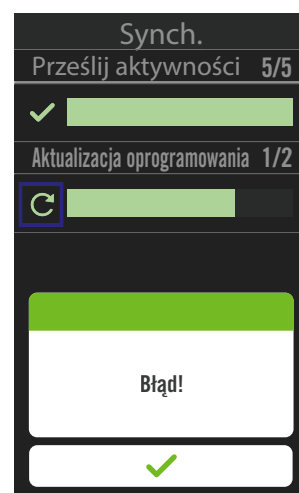 Synch.
Prześlij aktywności 5/5
Aktualizacja oprogramowania 1/2
Błąd!